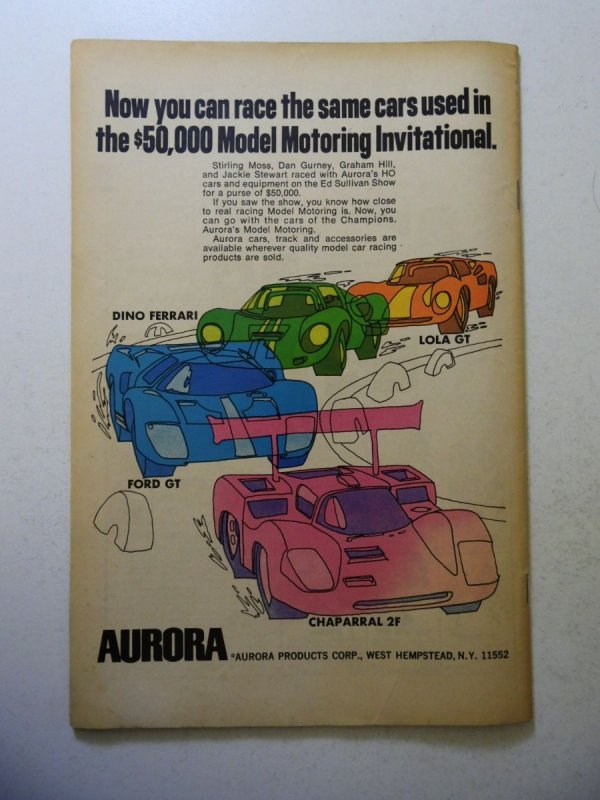 Now you can race the same cars used in
the $50,000 Model Motoring Invitational.
Stirling Moss, Dan Gurney, Graham Hill,
and Jackie Stewart raced with Aurora's HO
cars and equipment on the Ed Sullivan Show
for a purse of $50,000.
If you saw the show, you know how close
to real racing Model Motoring is. Now, you
can go with the cars of the Champions.
Aurora's Model Motoring.
Aurora cars, track and accessories are
available wherever quality model car racing
products are sold.
DINO FERRARI
LOLA GT
FORD GT
CHAPARRAL 2F
AURORA ©AURORA PRODUCTS CORP., WEST HEMPSTEAD, N.Y. 11552